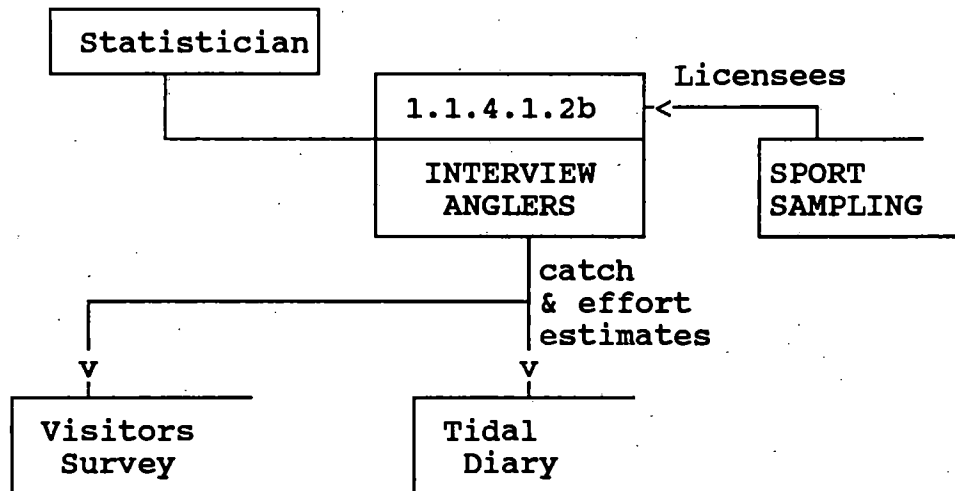 Statistician
Licensees
1.1.4.1.2b
INTERVIEW
ANGLERS
SPORT
SAMPLING
catch
& effort
estimates
Visitors
Survey
Tidal
Diary